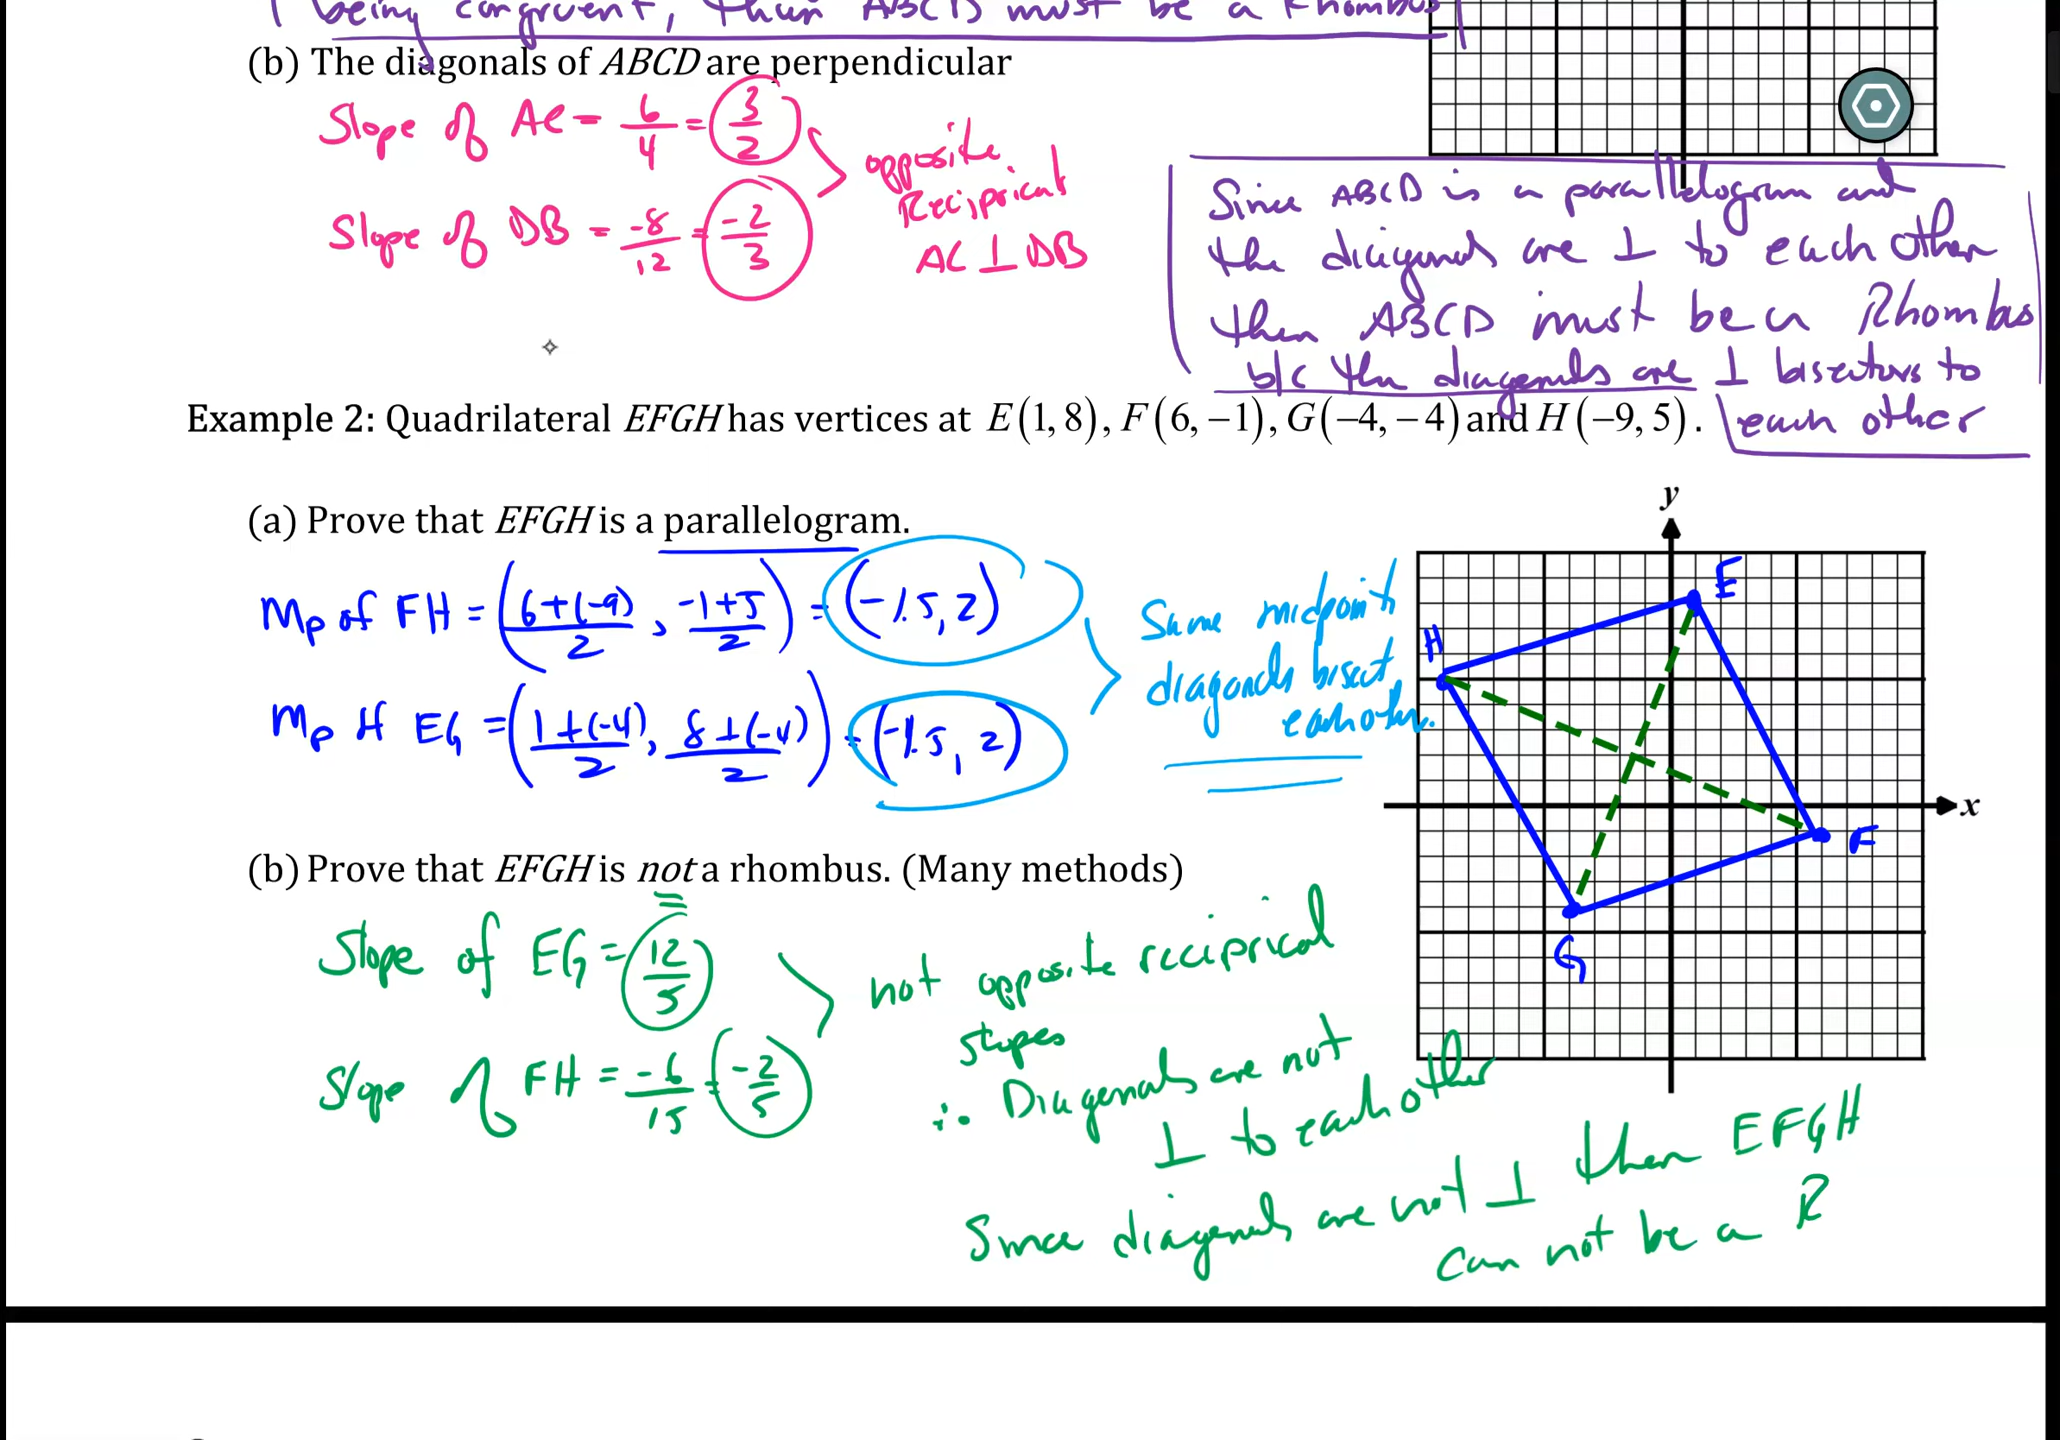 being congruent, than ABCD must be a Rhombus
(b) The diagonals of ABCD are perpendicular
Slope of AC = 6/4 = 3/2
Slope of DB = -8/12 = -2/3
opposite
Reciprical
AC ⊥ DB
Since ABCD is a parallelogram and
the diagonals are ⊥ to each other
then ABCD must be a Rhombus
b/c the diagonals are ⊥ bisectors to
each other
Example 2: Quadrilateral EFGH has vertices at E(1, 8), F(6, −1), G(−4, −4) and H(−9, 5).
(a) Prove that EFGH is a parallelogram.
Mp of FH = (6+(-9)/2, -1+5/2) = (-1.5, 2)
Mp of EG = (1+(-4)/2, 8+(-4)/2) = (-1.5, 2)
Same midpoint
diagonals bisect
each other.
y
E
H
x
F
G
(b) Prove that EFGH is not a rhombus. (Many methods)
Slope of EG = 12/5
Slope of FH = -6/15 = -2/5
not opposite reciprical
slopes
∴ Diagonals are not
⊥ to each other
Since diagonals are not ⊥ then EFGH
can not be a R